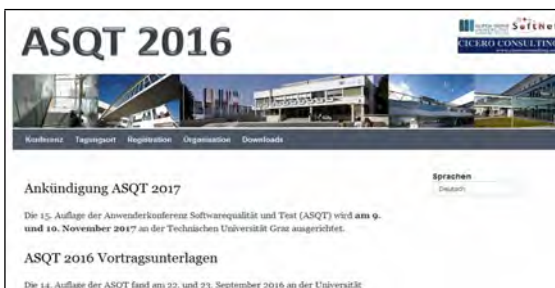 ASQT 2016
SoftNet
CICERO CONSULTING
Konferenz Tagungsort Registration Organisation Downloads
Sprachen
Deutsch
Ankündigung ASQT 2017
Die 15. Auflage der Anwenderkonferenz Softwarequalität und Test (ASQT) wird am 9.
und 10. November 2017 an der Technischen Universität Graz ausgerichtet.
ASQT 2016 Vortragsunterlagen
Die 14. Auflage der ASQT fand am 22. und 23. September 2016 an der Universität